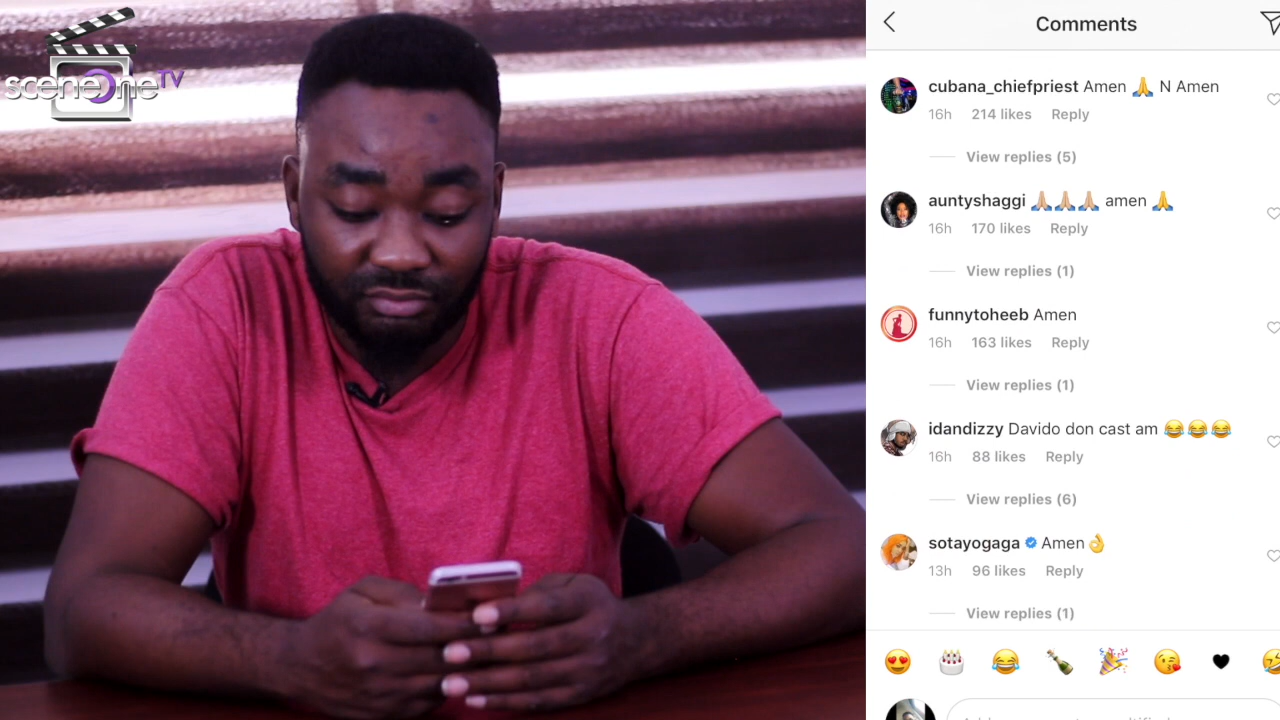 sceneOneTV
Comments
cubana_chiefpriest Amen 🙏 N Amen
16h 214 likes Reply
View replies (5)
auntyshaggi 🙏🏼🙏🏼🙏🏼 amen 🙏
16h 170 likes Reply
View replies (1)
funnytoheeb Amen
16h 163 likes Reply
View replies (1)
idandizzy Davido don cast am 😂😂😂
16h 88 likes Reply
View replies (6)
sotayogaga Amen👌
13h 96 likes Reply
View replies (1)